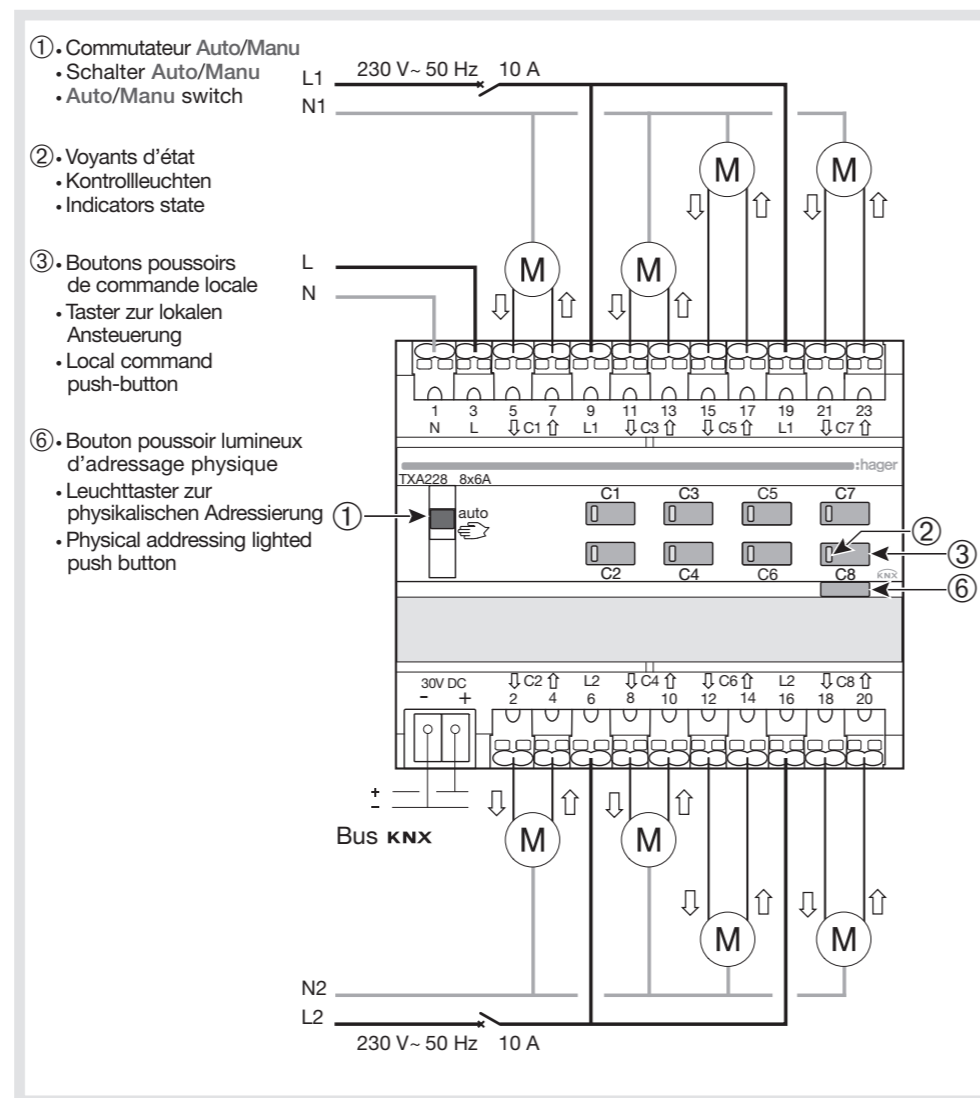 ① • Commutateur Auto/Manu
• Schalter Auto/Manu
• Auto/Manu switch
② • Voyants d'état
• Kontrollleuchten
• Indicators state
③ • Boutons poussoirs
de commande locale
• Taster zur lokalen
Ansteuerung
• Local command
push-button
⑥ • Bouton poussoir lumineux
d'adressage physique
• Leuchttaster zur
physikalischen Adressierung
• Physical addressing lighted
push button
L1 230 V~ 50 Hz 10 A
N1
M M
M M
L
N
1 3 5 7 9 11 13 15 17 19 21 23
N L ⇩ C1 ⇧ L1 ⇩ C3 ⇧ ⇩ C5 ⇧ L1 ⇩ C7 ⇧
:hager
TXA228 8x6A
C1 C3 C5 C7
① auto
②
③
C2 C4 C6 C8 KNX
⑥
30V DC ⇩ C2 ⇧ L2 ⇩ C4 ⇧ ⇩ C6 ⇧ L2 ⇩ C8 ⇧
- + 2 4 6 8 10 12 14 16 18 20
+
-
Bus KNX
M M
M M
N2
L2
230 V~ 50 Hz 10 A